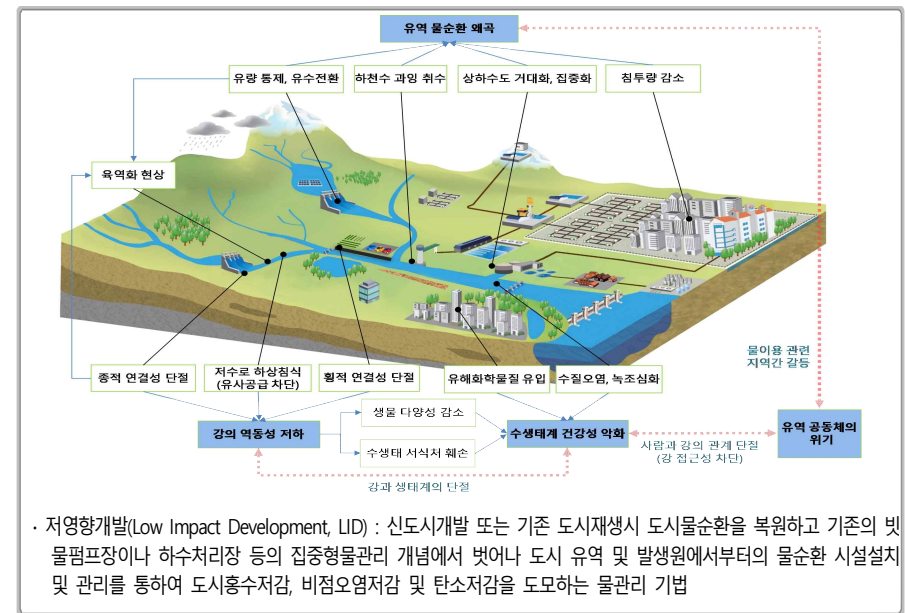 유역 물순환 왜곡
유량 통제, 유수전환
하천수 과잉 취수
상하수도 거대화, 집중화
침투량 감소
육역화 현상
물이용 관련
지역간 갈등
종적 연결성 단절
저수로 하상침식
(유사공급 차단)
횡적 연결성 단절
유해화학물질 유입
수질오염, 녹조심화
생물 다양성 감소
강의 역동성 저하
수생태계 건강성 악화
유역 공동체의
위기
수생태 서식처 훼손
사람과 강의 관계 단절
(강 접근성 차단)
강과 생태계의 단절
· 저영향개발(Low Impact Development, LID) : 신도시개발 또는 기존 도시재생시 도시물순환을 복원하고 기존의 빗
물펌프장이나 하수처리장 등의 집중형물관리 개념에서 벗어나 도시 유역 및 발생원에서부터의 물순환 시설설치
및 관리를 통하여 도시홍수저감, 비점오염저감 및 탄소저감을 도모하는 물관리 기법